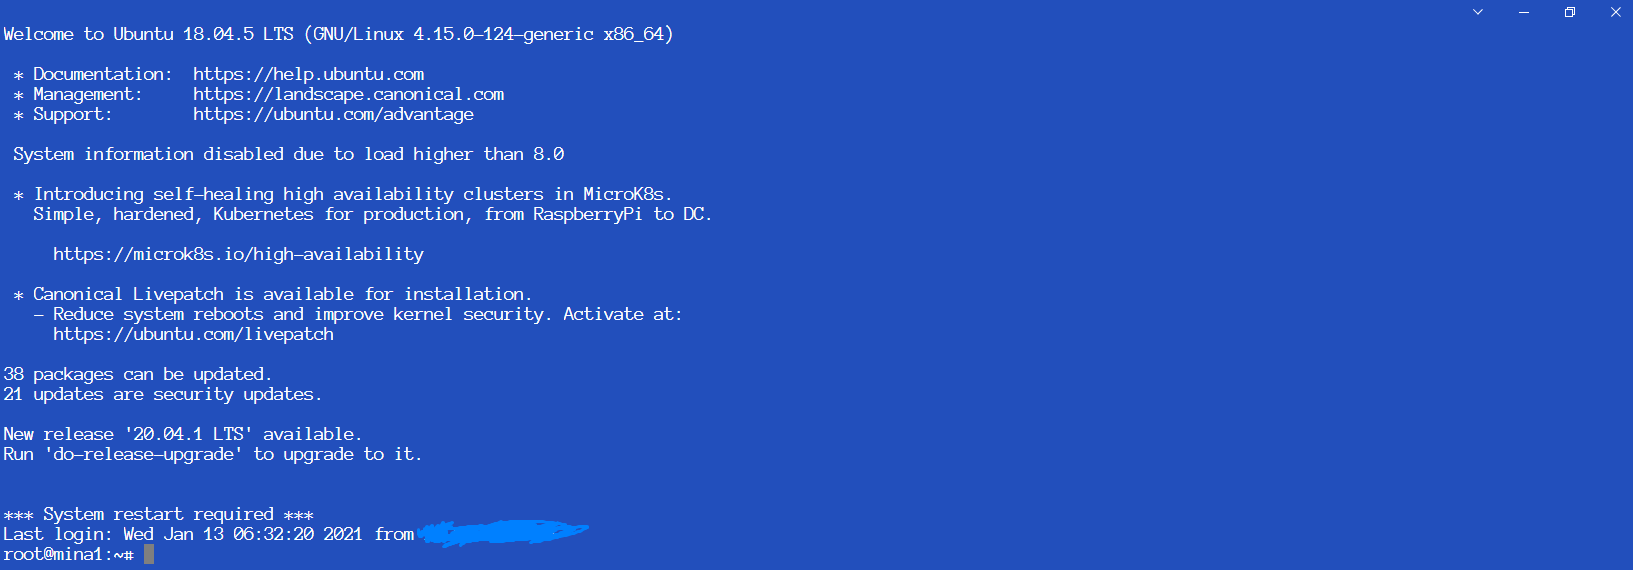 Welcome to Ubuntu 18.04.5 LTS (GNU/Linux 4.15.0-124-generic x86_64)
* Documentation:  https://help.ubuntu.com
* Management:     https://landscape.canonical.com
* Support:        https://ubuntu.com/advantage
System information disabled due to load higher than 8.0
* Introducing self-healing high availability clusters in MicroK8s.
Simple, hardened, Kubernetes for production, from RaspberryPi to DC.
https://microk8s.io/high-availability
* Canonical Livepatch is available for installation.
- Reduce system reboots and improve kernel security. Activate at:
https://ubuntu.com/livepatch
38 packages can be updated.
21 updates are security updates.
New release '20.04.1 LTS' available.
Run 'do-release-upgrade' to upgrade to it.
*** System restart required ***
Last login: Wed Jan 13 06:32:20 2021 from
root@mina1:~#